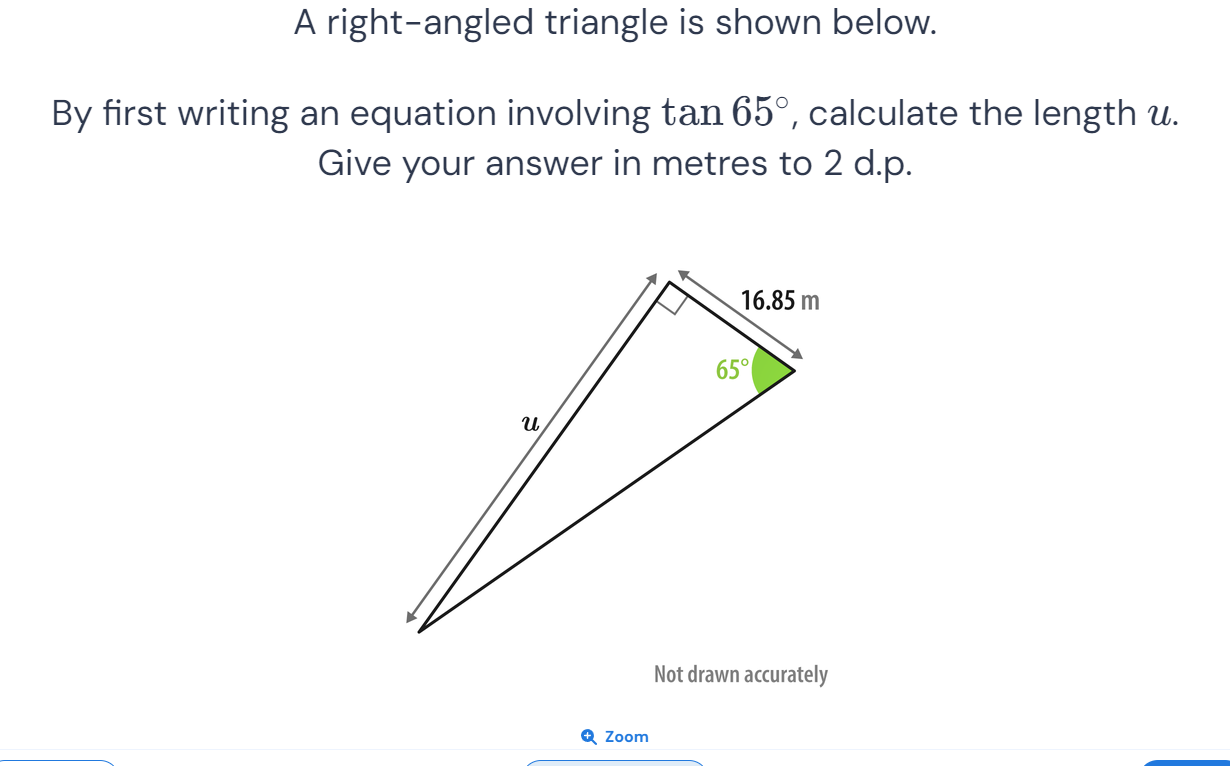 A right-angled triangle is shown below.
By first writing an equation involving tan 65°, calculate the length u.
Give your answer in metres to 2 d.p.
16.85 m
65°
u
Not drawn accurately
Zoom